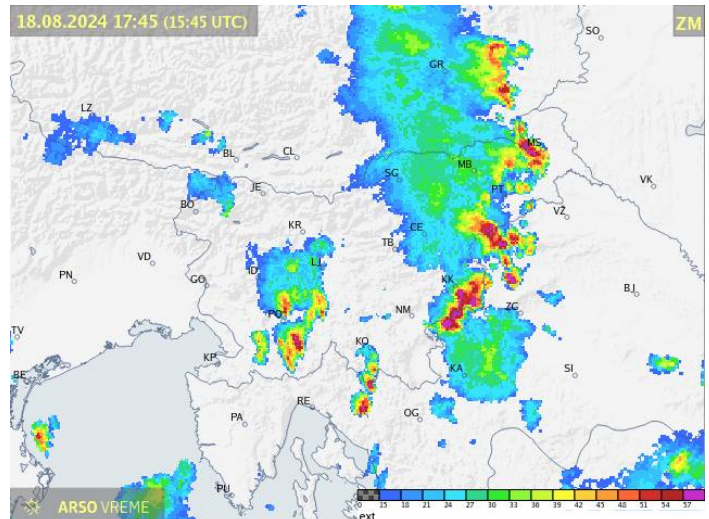 18.08.2024 17:45 (15:45 UTC)
ZM
SO
GR
LZ
MS
BL
CL
MB
SG
PT
VK
JE
BO
VŽ
KR
CE
TB
VD
ID
LJ
PN
GO
KK
BJ
PO
NM
ZG
TV
KO
KP
BE
KA
SI
RE
PA
OG
PU
ARSO VREME
0 15 18 21 24 27 30 33 36 39 42 45 48 51 54 57
ext